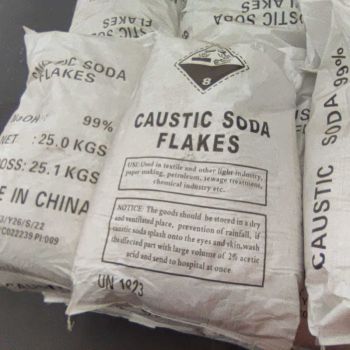 CAUSTIC SODA
FLAKES
99%
NET :25.0 KGS
OSS: 25.1 KGS
E IN CHINA
8
CAUSTIC SODA
FLAKES
USE: Used in textile and other light industry,
paper making, petroleum, sewage treatment,
chemical industry etc.
NOTICE: The goods should be stored in a dry
and ventilated place, prevention of rainfall, if
caustic soda splash onto the eyes and skin, wash
the affected part with large volume of 2% acetic
acid and send to hospital at once.
UN 1823
CAUSTIC SODA 99%
FLAKES
FLAKES